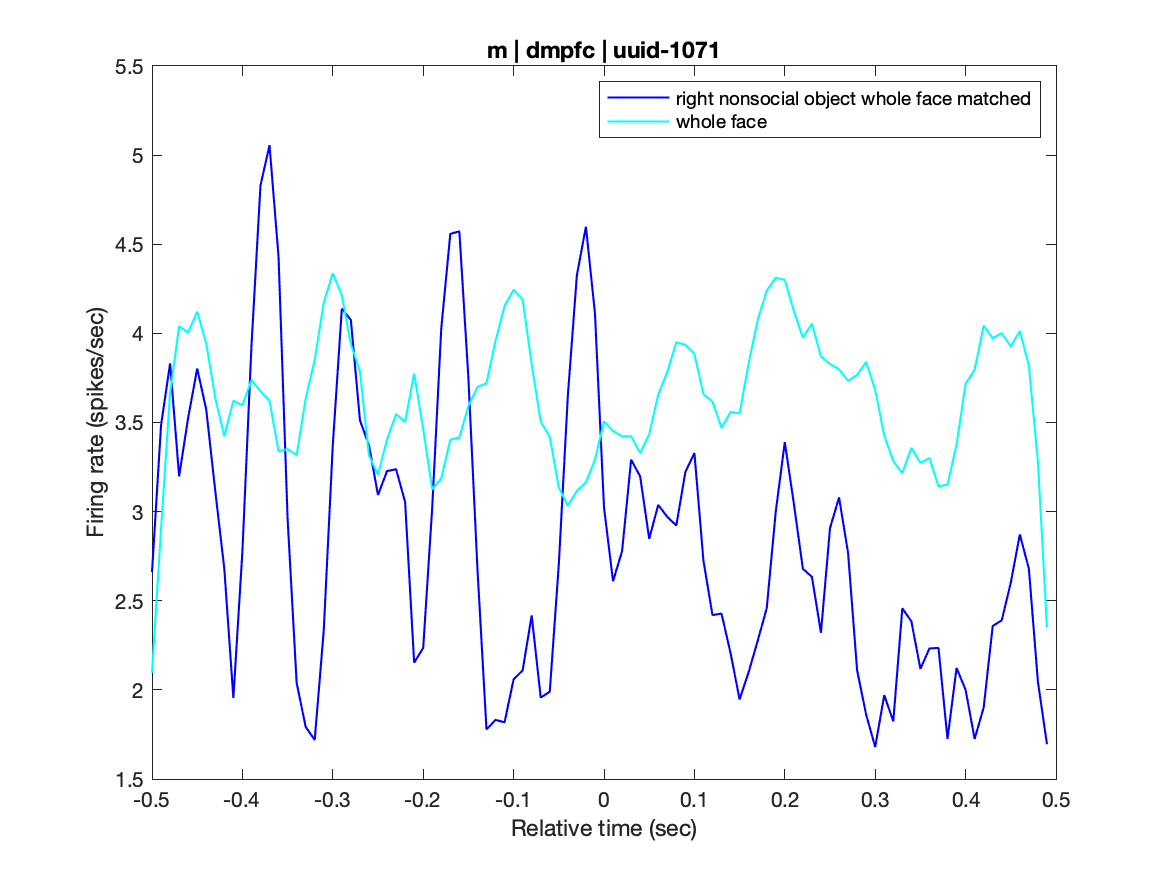 m | dmpfc | uuid-1071
right nonsocial object whole face matched
whole face
Firing rate (spikes/sec)
5.5
5
4.5
4
3.5
3
2.5
2
1.5
-0.5 -0.4 -0.3 -0.2 -0.1 0 0.1 0.2 0.3 0.4 0.5
Relative time (sec)